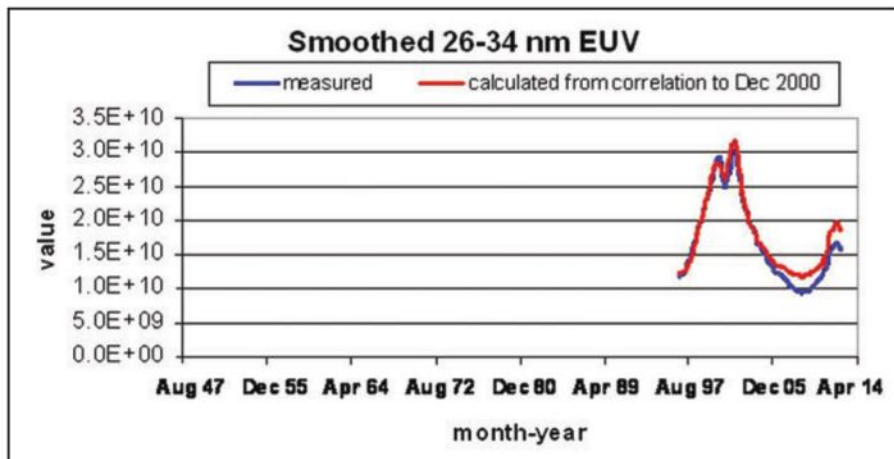 Smoothed 26-34 nm EUV
measured calculated from correlation to Dec 2000
3.5E+10
3.0E+10
2.5E+10
2.0E+10
1.5E+10
1.0E+10
5.0E+09
0.0E+00
value
Aug 47 Dec 55 Apr 64 Aug 72 Dec 80 Apr 89 Aug 97 Dec 05 Apr 14
month-year